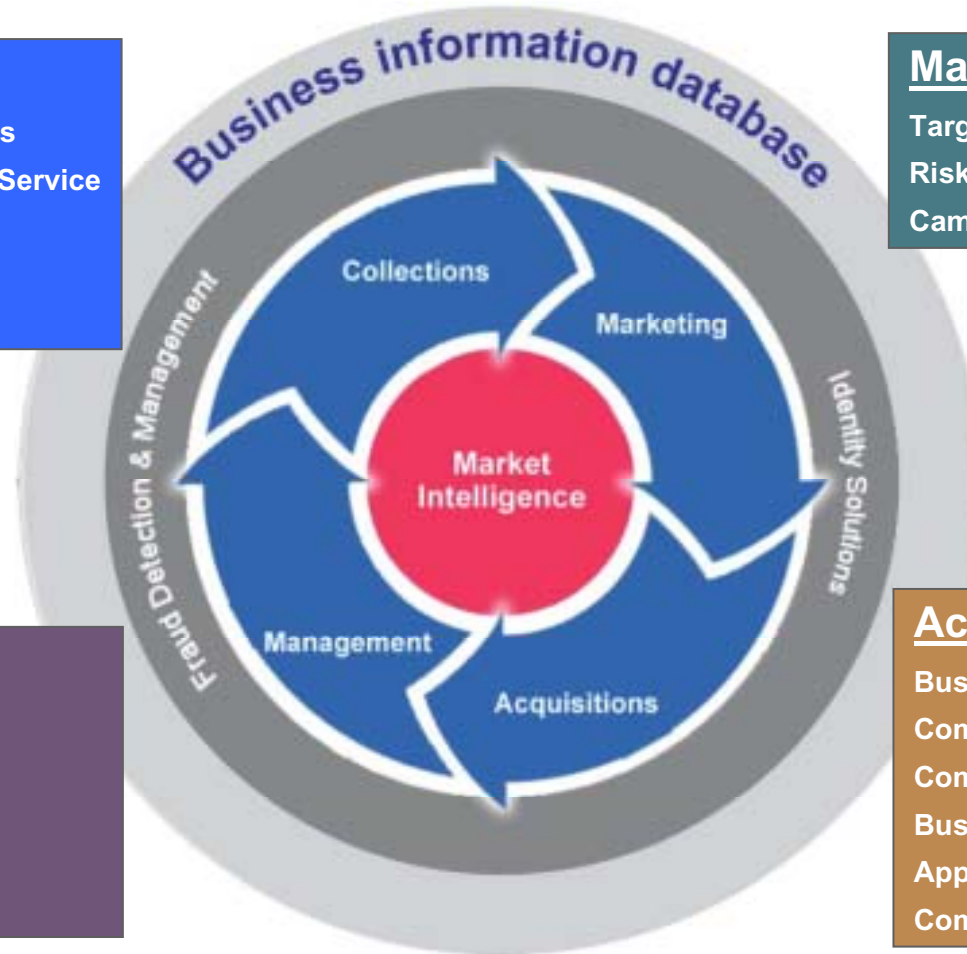 Business information database
s
Service
Ma
Targ
Risk
Cam
Collections
Marketing
Fraud Detection & Management
Identity Solutions
Market
Intelligence
Management
Acquisitions
Ac
Bus
Con
Con
Bus
App
Con